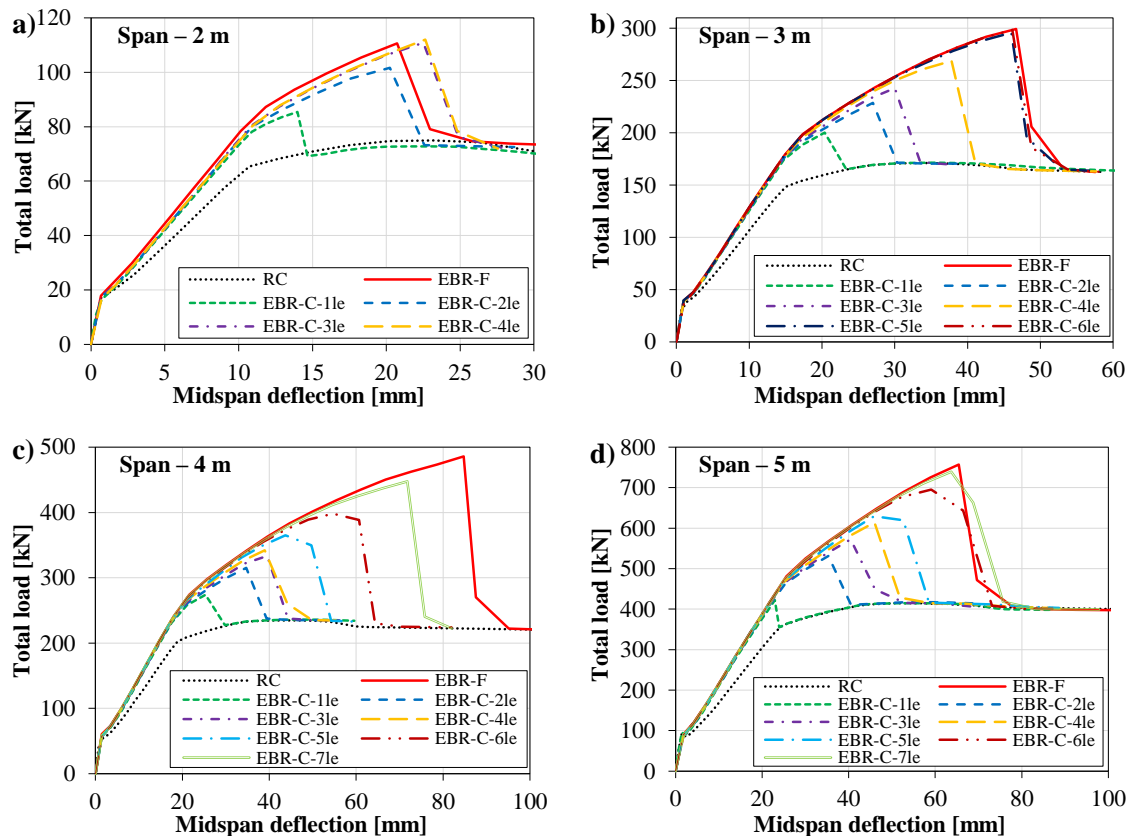 a)
Span – 2 m
Total load [kN]
120
100
80
60
40
20
0
RC
EBR-F
EBR-C-1le
EBR-C-2le
EBR-C-3le
EBR-C-4le
0 5 10 15 20 25 30
Midspan deflection [mm]
b)
Span – 3 m
Total load [kN]
300
250
200
150
100
50
0
RC
EBR-F
EBR-C-1le
EBR-C-2le
EBR-C-3le
EBR-C-4le
EBR-C-5le
EBR-C-6le
0 10 20 30 40 50 60
Midspan deflection [mm]
c)
Span – 4 m
Total load [kN]
500
400
300
200
100
0
RC
EBR-F
EBR-C-1le
EBR-C-2le
EBR-C-3le
EBR-C-4le
EBR-C-5le
EBR-C-6le
EBR-C-7le
0 20 40 60 80 100
Midspan deflection [mm]
d)
Span – 5 m
Total load [kN]
800
700
600
500
400
300
200
100
0
RC
EBR-F
EBR-C-1le
EBR-C-2le
EBR-C-3le
EBR-C-4le
EBR-C-5le
EBR-C-6le
EBR-C-7le
0 20 40 60 80 100
Midspan deflection [mm]